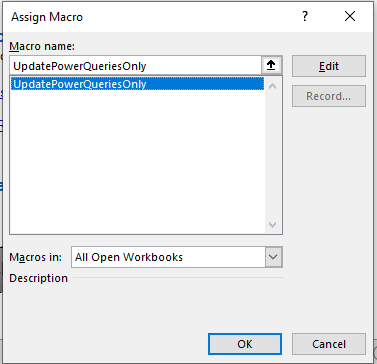 Assign Macro
?
Macro name:
UpdatePowerQueriesOnly
Edit
UpdatePowerQueriesOnly
Record...
Macros in:
All Open Workbooks
Description
OK
Cancel